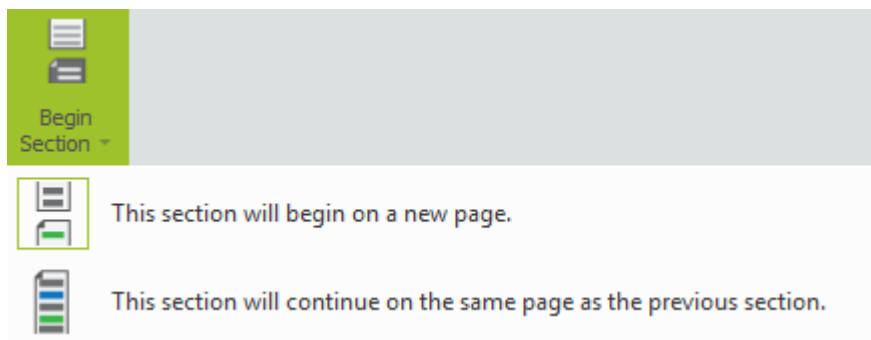 Begin
Section
This section will begin on a new page.
This section will continue on the same page as the previous section.